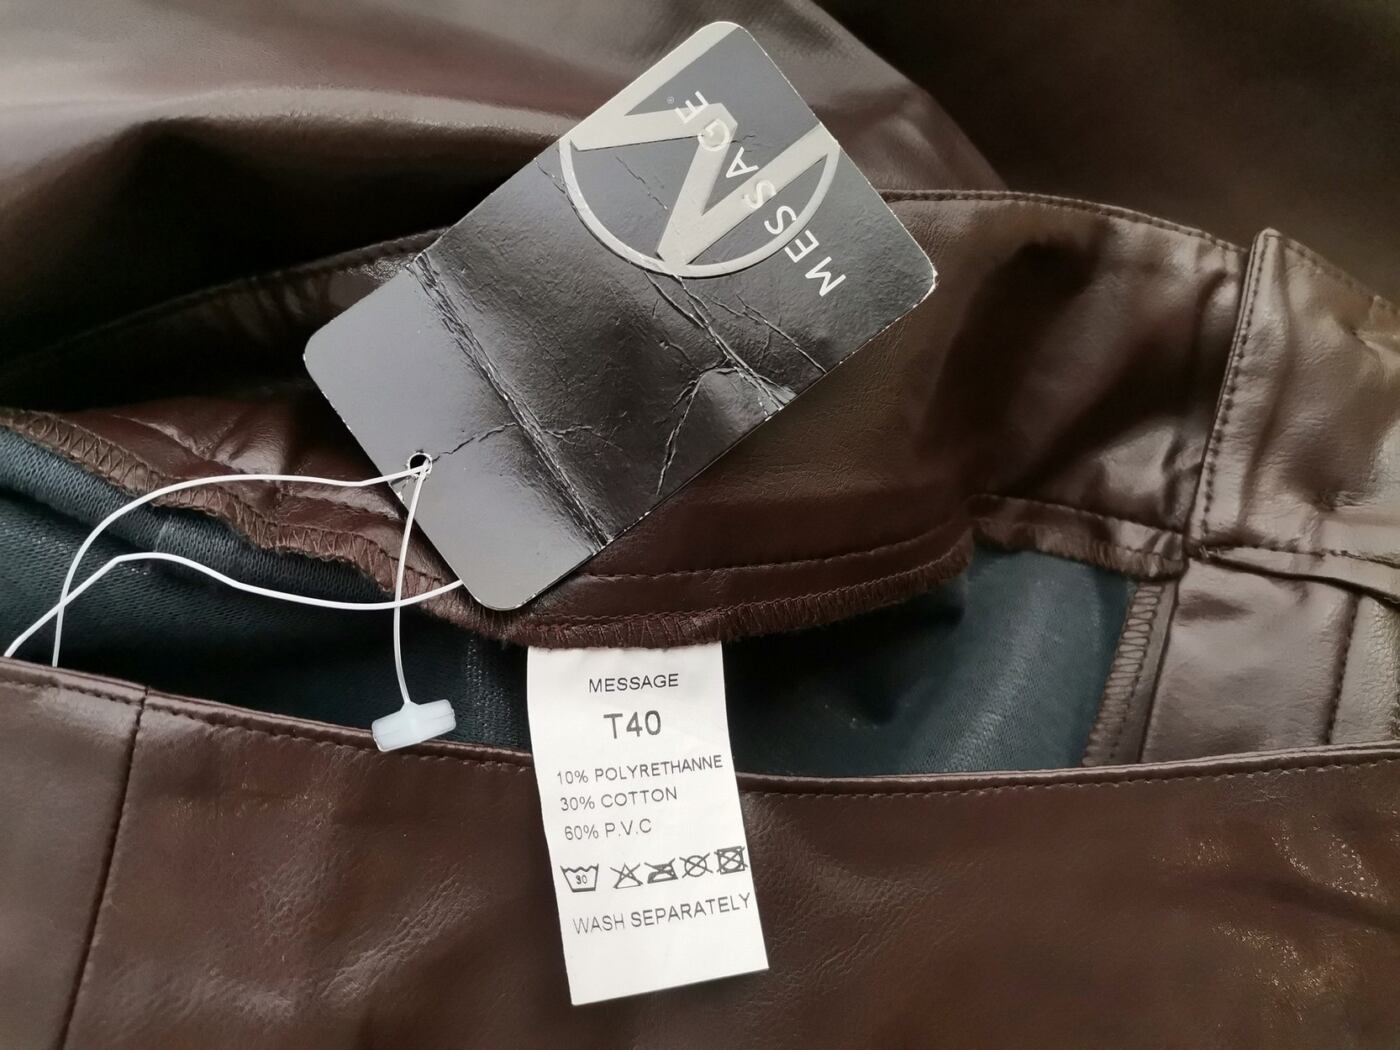 MESSAGE
®
MESSAGE
T40
10% POLYRETHANNE
30% COTTON
60% P.V.C
30
WASH SEPARATELY